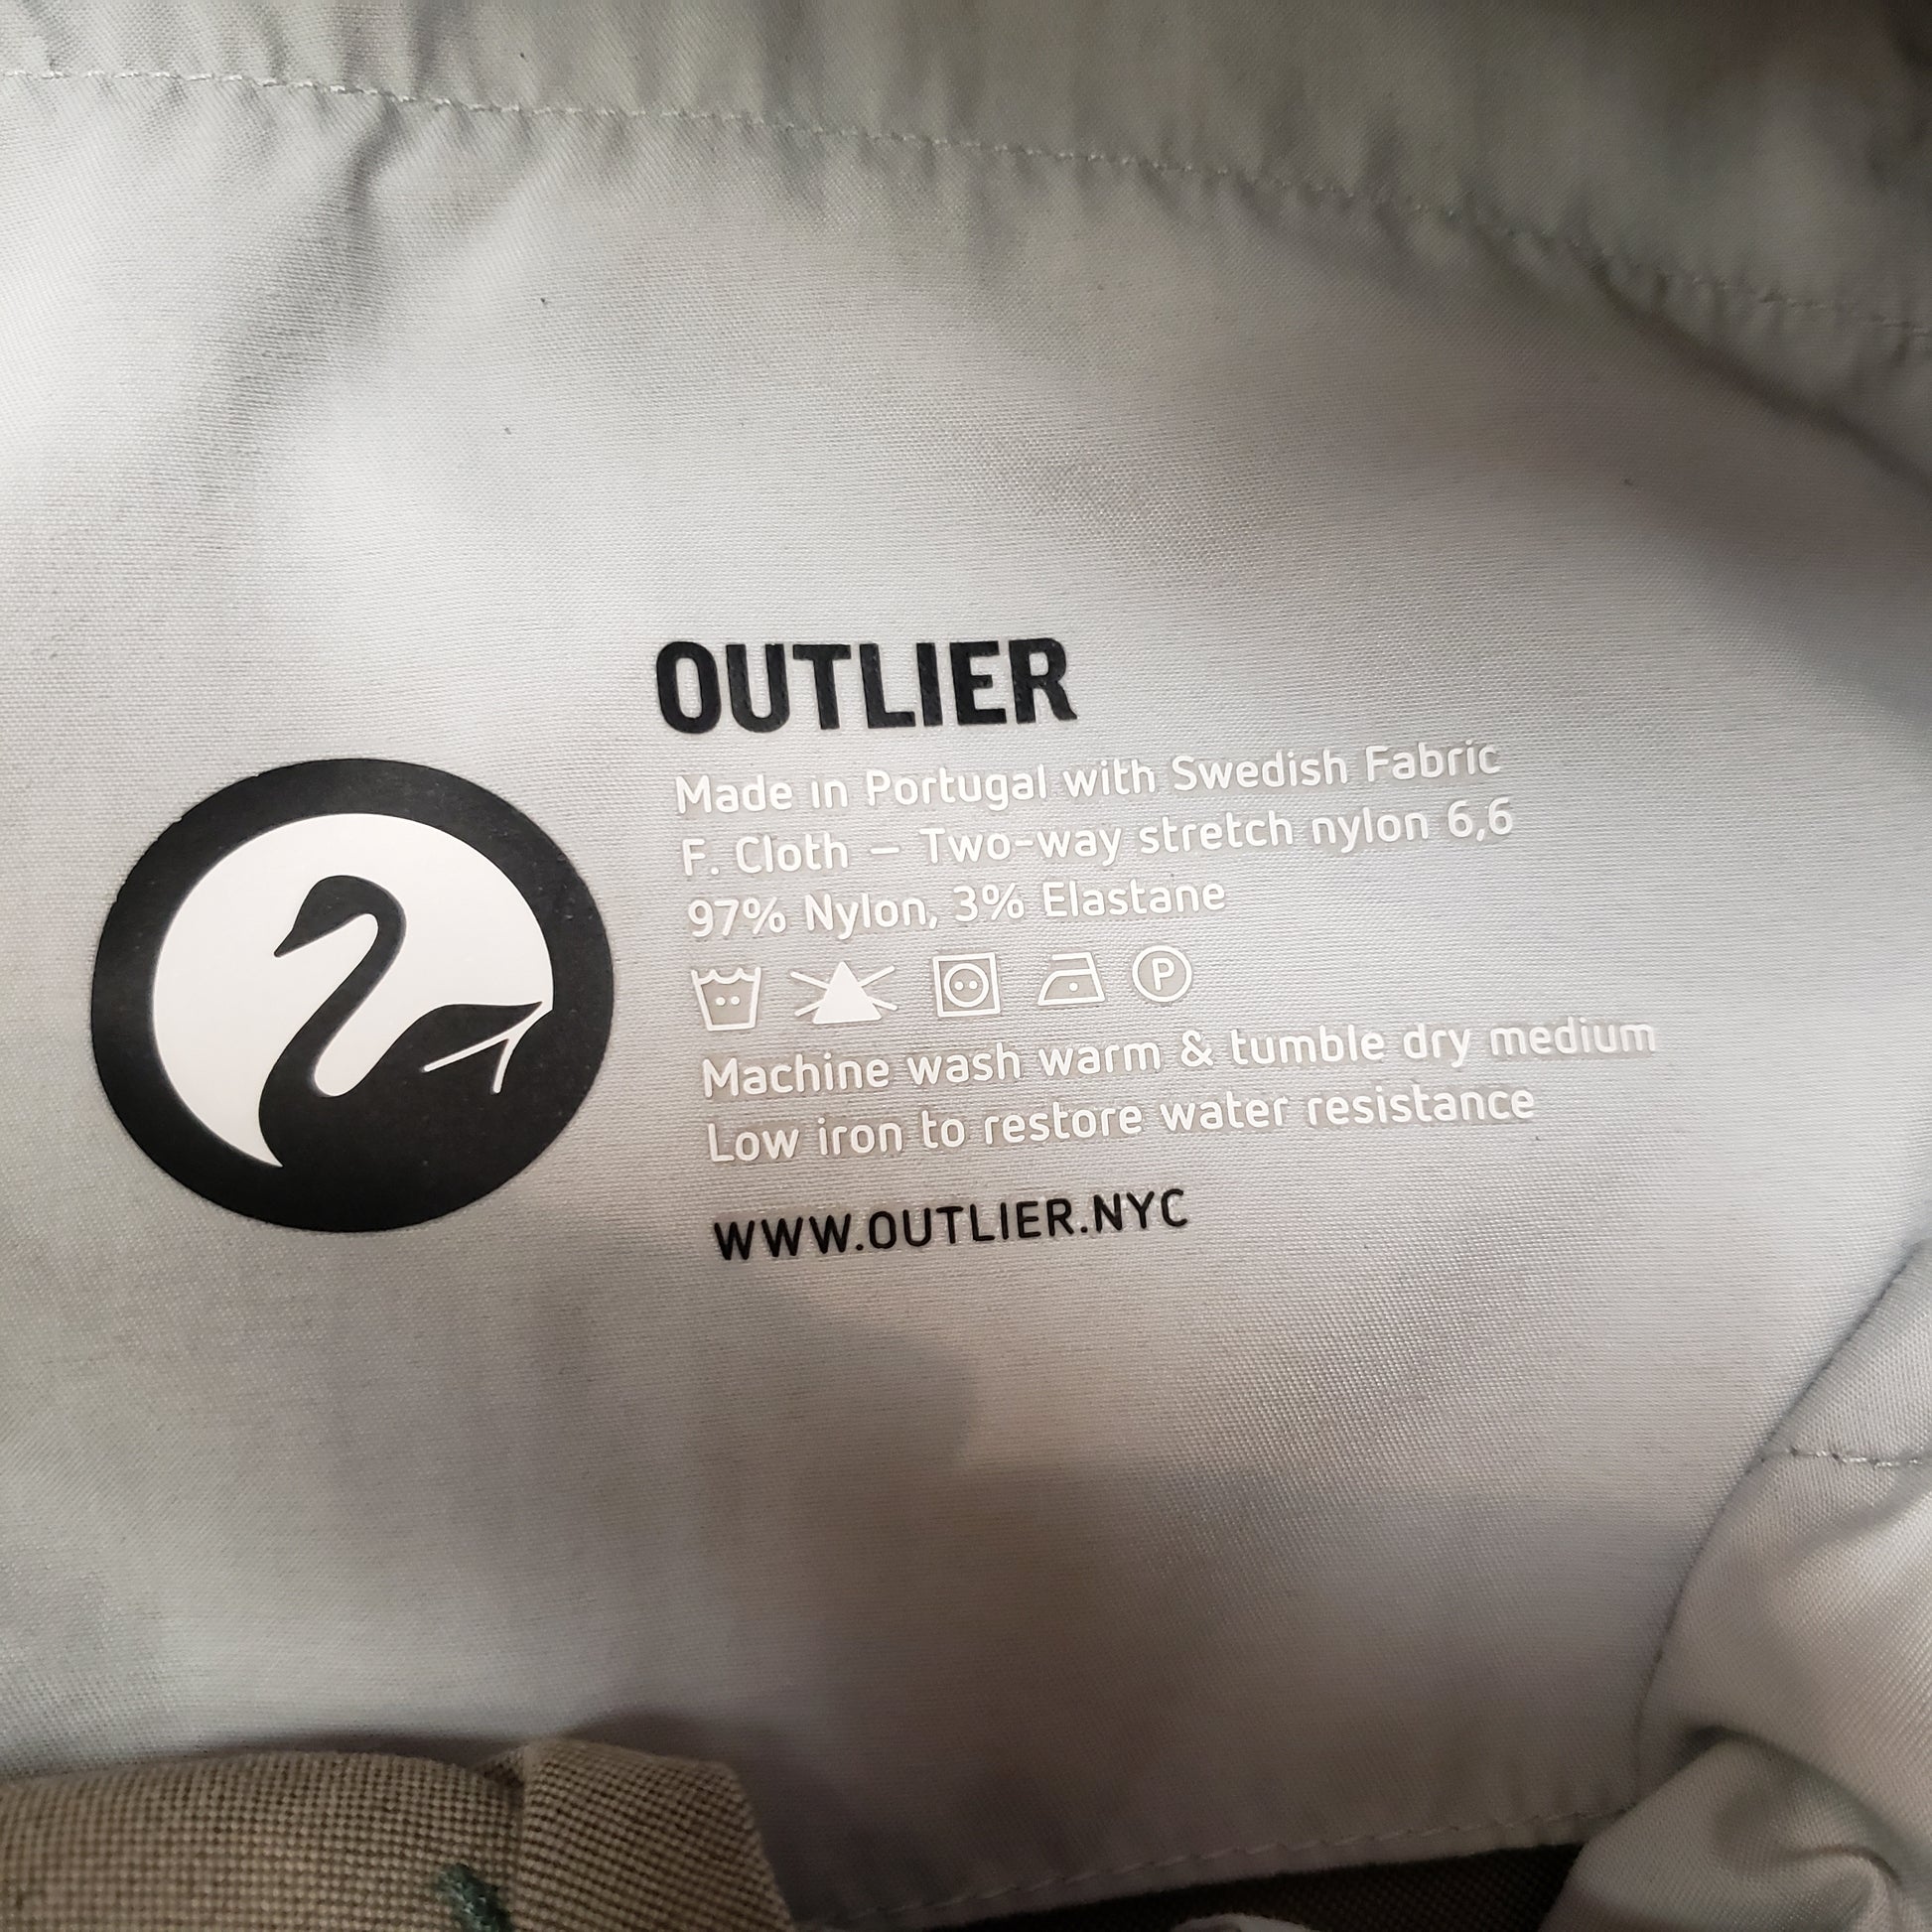 OUTLIER
Made in Portugal with Swedish Fabric
F. Cloth – Two-way stretch nylon 6,6
97% Nylon, 3% Elastane
P
Machine wash warm & tumble dry medium
Low iron to restore water resistance
WWW.OUTLIER.NYC